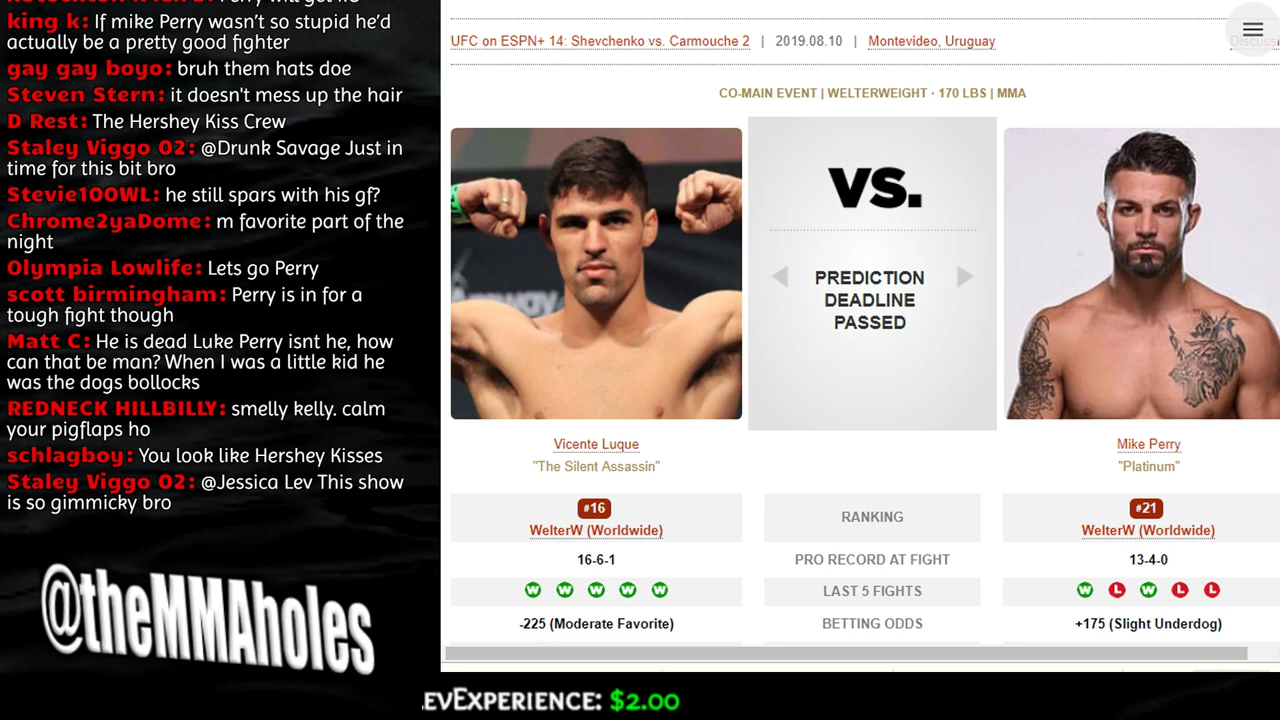 king k: If mike Perry wasn't so stupid he'd
actually be a pretty good fighter
gay gay boyo: bruh them hats doe
Steven Stern: it doesn't mess up the hair
D Rest: The Hershey Kiss Crew
Staley Viggo 02: @Drunk Savage Just in
time for this bit bro
Stevie100WL: he still spars with his gf?
Chrome2yaDome: m favorite part of the
night
Olympia Lowlife: Lets go Perry
scott birmingham: Perry is in for a
tough fight though
Matt C: He is dead Luke Perry isnt he, how
can that be man? When I was a little kid he
was the dogs bollocks
REDNECK HILLBILLY: smelly kelly. calm
your pigflaps ho
schlagboy: You look like Hershey Kisses
Staley Viggo 02: @Jessica Lev This show
is so gimmicky bro
@theMMAholes
UFC on ESPN+ 14: Shevchenko vs. Carmouche 2 | 2019.08.10 | Montevideo, Uruguay
CO-MAIN EVENT | WELTERWEIGHT · 170 LBS | MMA
VS.
PREDICTION
DEADLINE
PASSED
Vicente Luque
"The Silent Assassin"
Mike Perry
"Platinum"
#16
WelterW (Worldwide)
RANKING
#21
WelterW (Worldwide)
16-6-1 PRO RECORD AT FIGHT 13-4-0
W W W W W LAST 5 FIGHTS W L W L L
-225 (Moderate Favorite) BETTING ODDS +175 (Slight Underdog)
EVEXPERIENCE: $2.00